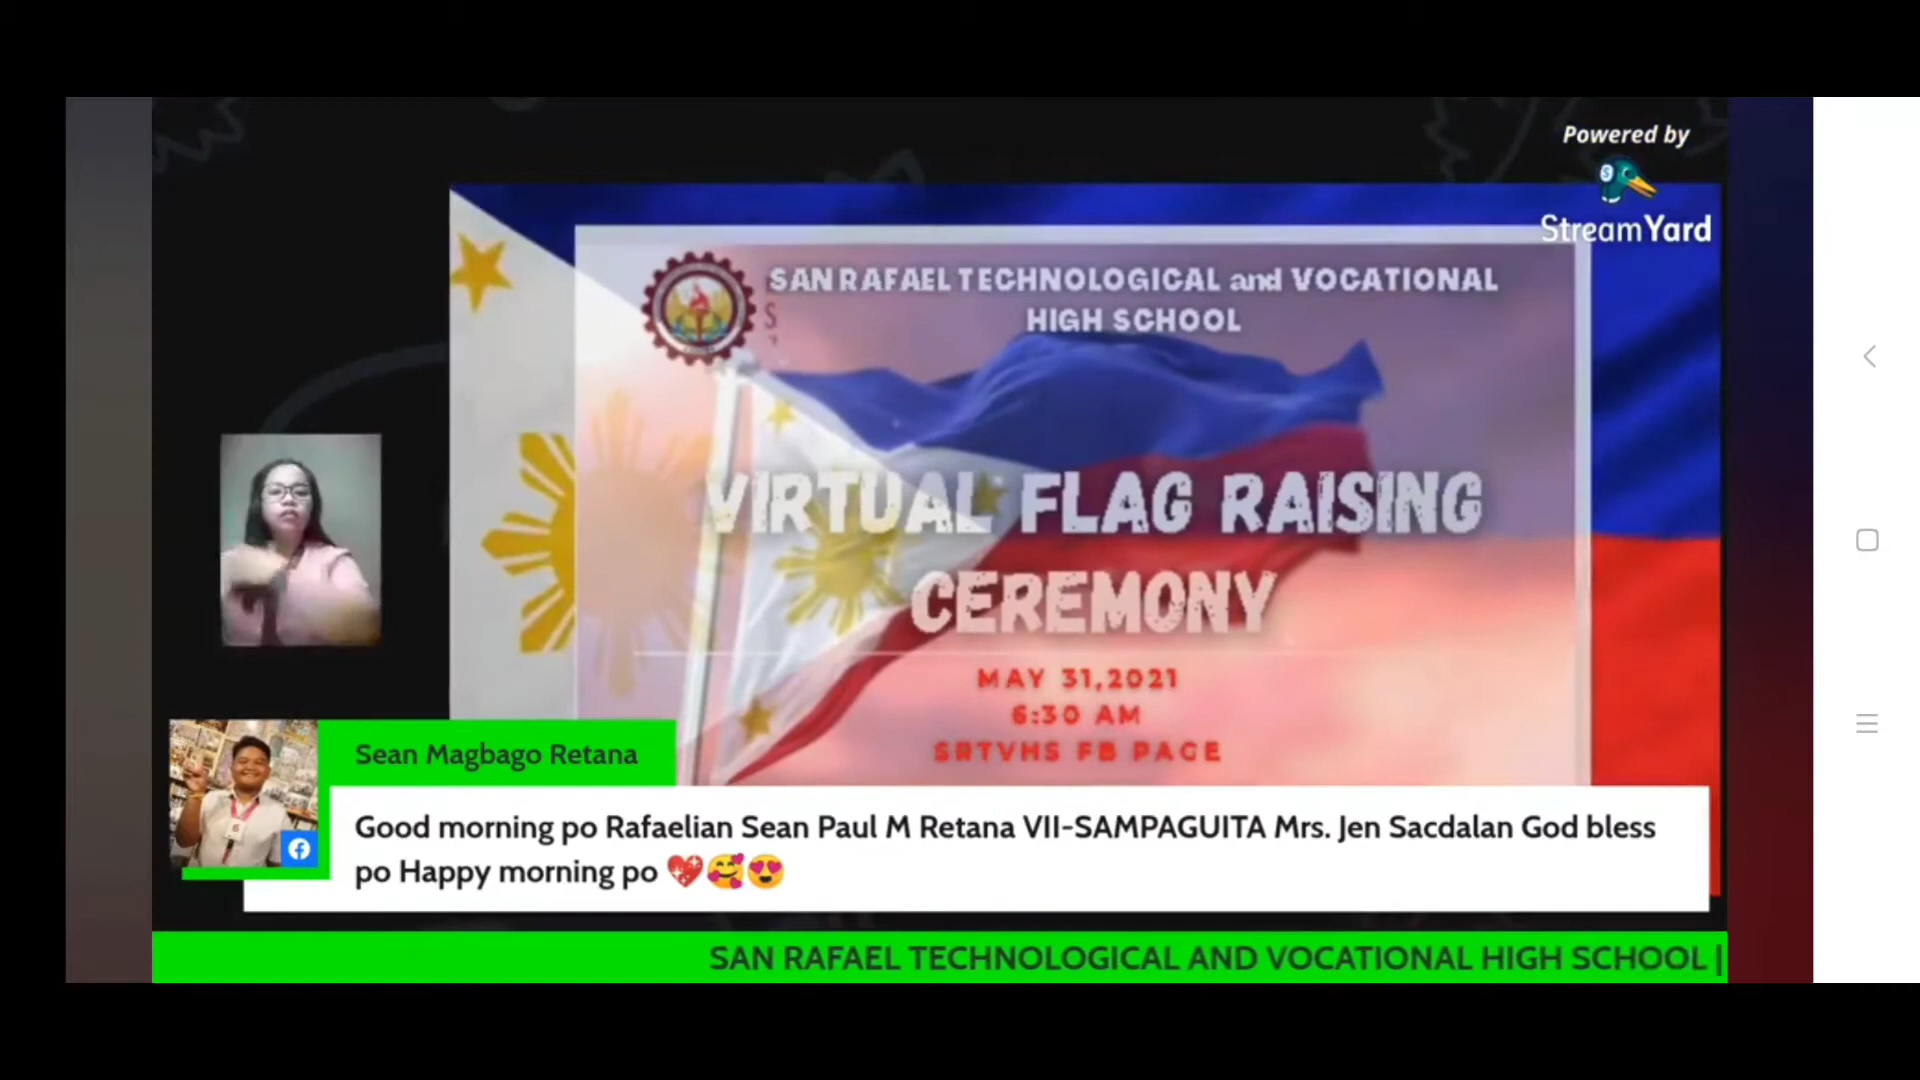 Powered by
StreamYard
SAN RAFAEL TECHNOLOGICAL and VOCATIONAL
HIGH SCHOOL
VIRTUAL FLAG RAISING
CEREMONY
MAY 31,2021
6:30 AM
SRTVHS FB PAGE
Sean Magbago Retana
Good morning po Rafaelian Sean Paul M Retana VII-SAMPAGUITA Mrs. Jen Sacdalan God bless
po Happy morning po 💖🥰😍
SAN RAFAEL TECHNOLOGICAL AND VOCATIONAL HIGH SCHOOL |